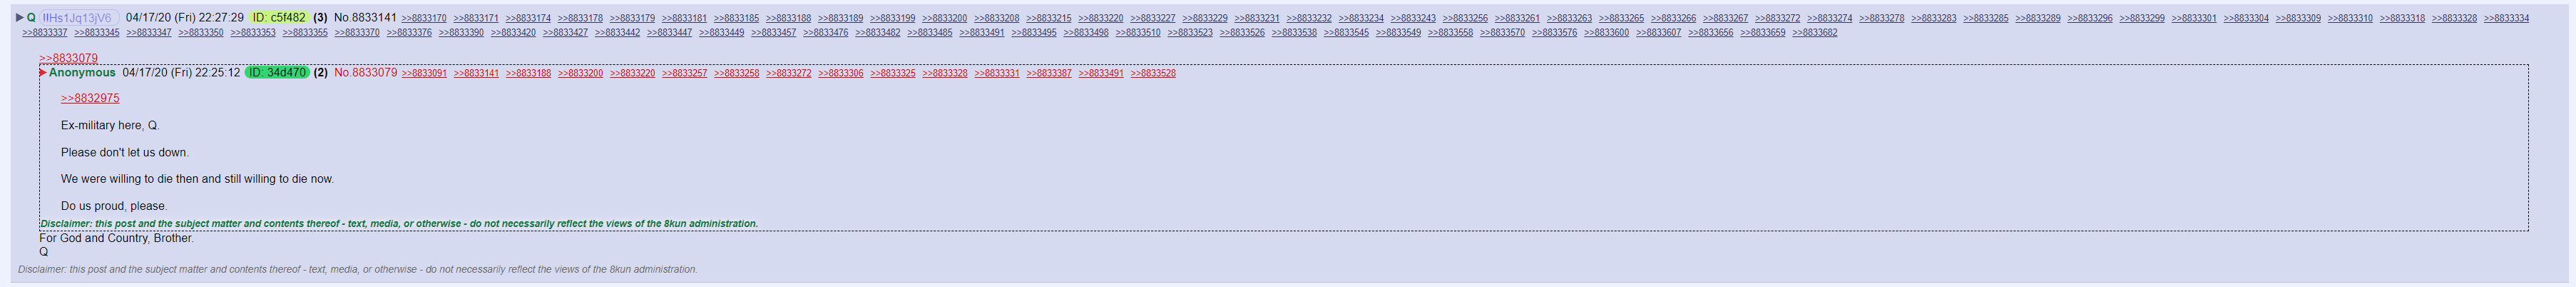 ▶ Q !!Hs1Jq13jV6 04/17/20 (Fri) 22:27:29 ID: c5f482 (3) No.8833141 >>8833170 >>8833171 >>8833174 >>8833178 >>8833179 >>8833181 >>8833185 >>8833188 >>8833189 >>8833199 >>8833200 >>8833208 >>8833215 >>8833220 >>8833227 >>8833229 >>8833231 >>8833232 >>8833234 >>8833243 >>8833256 >>8833261 >>8833263 >>8833265 >>8833266 >>8833267 >>8833272 >>8833274 >>8833278 >>8833283 >>8833285 >>8833289 >>8833296 >>8833299 >>8833301 >>8833304 >>8833309 >>8833310 >>8833318 >>8833328 >>8833334
>>8833337 >>8833345 >>8833347 >>8833350 >>8833353 >>8833355 >>8833370 >>8833376 >>8833390 >>8833420 >>8833427 >>8833442 >>8833447 >>8833449 >>8833457 >>8833476 >>8833482 >>8833485 >>8833491 >>8833495 >>8833498 >>8833510 >>8833523 >>8833526 >>8833538 >>8833545 >>8833549 >>8833558 >>8833570 >>8833576 >>8833600 >>8833607 >>8833656 >>8833659 >>8833682
>>8833079
▶ Anonymous 04/17/20 (Fri) 22:25:12 ID: 34d470 (2) No.8833079 >>8833091 >>8833141 >>8833188 >>8833200 >>8833220 >>8833257 >>8833258 >>8833272 >>8833306 >>8833325 >>8833328 >>8833331 >>8833387 >>8833491 >>8833528
>>8832975
Ex-military here, Q.
Please don't let us down.
We were willing to die then and still willing to die now.
Do us proud, please.
Disclaimer: this post and the subject matter and contents thereof - text, media, or otherwise - do not necessarily reflect the views of the 8kun administration.
For God and Country, Brother.
Q
Disclaimer: this post and the subject matter and contents thereof - text, media, or otherwise - do not necessarily reflect the views of the 8kun administration.